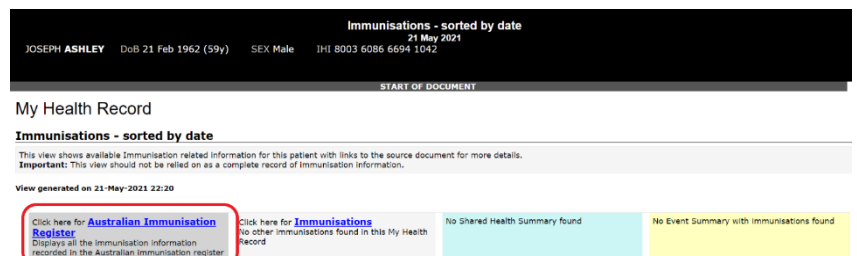 Immunisations - sorted by date
21 May 2021
JOSEPH ASHLEY DoB 21 Feb 1962 (59y) SEX Male IHI 8003 6086 6694 1042
START OF DOCUMENT
My Health Record
Immunisations - sorted by date
This view shows available Immunisation related information for this patient with links to the source document for more details.
Important: This view should not be relied on as a complete record of immunisation information.
View generated on 21-May-2021 22:20
Click here for Australian Immunisation
Register
Displays all the immunisation information
recorded in the Australian immunisation register
Click here for Immunisations
No other immunisations found in this My Health
Record
No Shared Health Summary found
No Event Summary with immunisations found